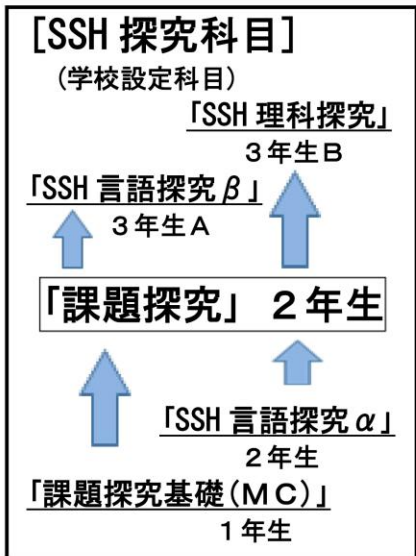 [SSH 探究科目]
(学校設定科目)
「SSH 理科探究」
3年生B
「SSH 言語探究β」
3年生A
「課題探究」 2年生
「SSH 言語探究α」
2年生
「課題探究基礎(MC)」
1年生